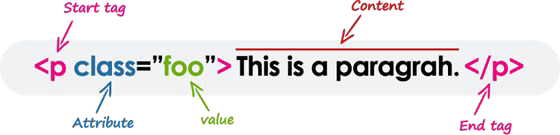 Start tag
Content
<p class="foo">This is a paragrah.</p>
Attribute
value
End tag